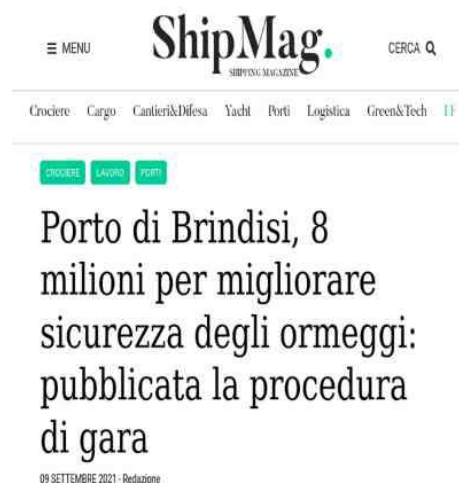 ≡ MENU
ShipMag.
SHIPPING MAGAZINE
CERCA
Crociere Cargo Cantieri&Difesa Yacht Porti Logistica Green&Tech
CROCIERE LAVORO PORTI
Porto di Brindisi, 8
milioni per migliorare
sicurezza degli ormeggi:
pubblicata la procedura
di gara
09 SETTEMBRE 2021 - Redazione